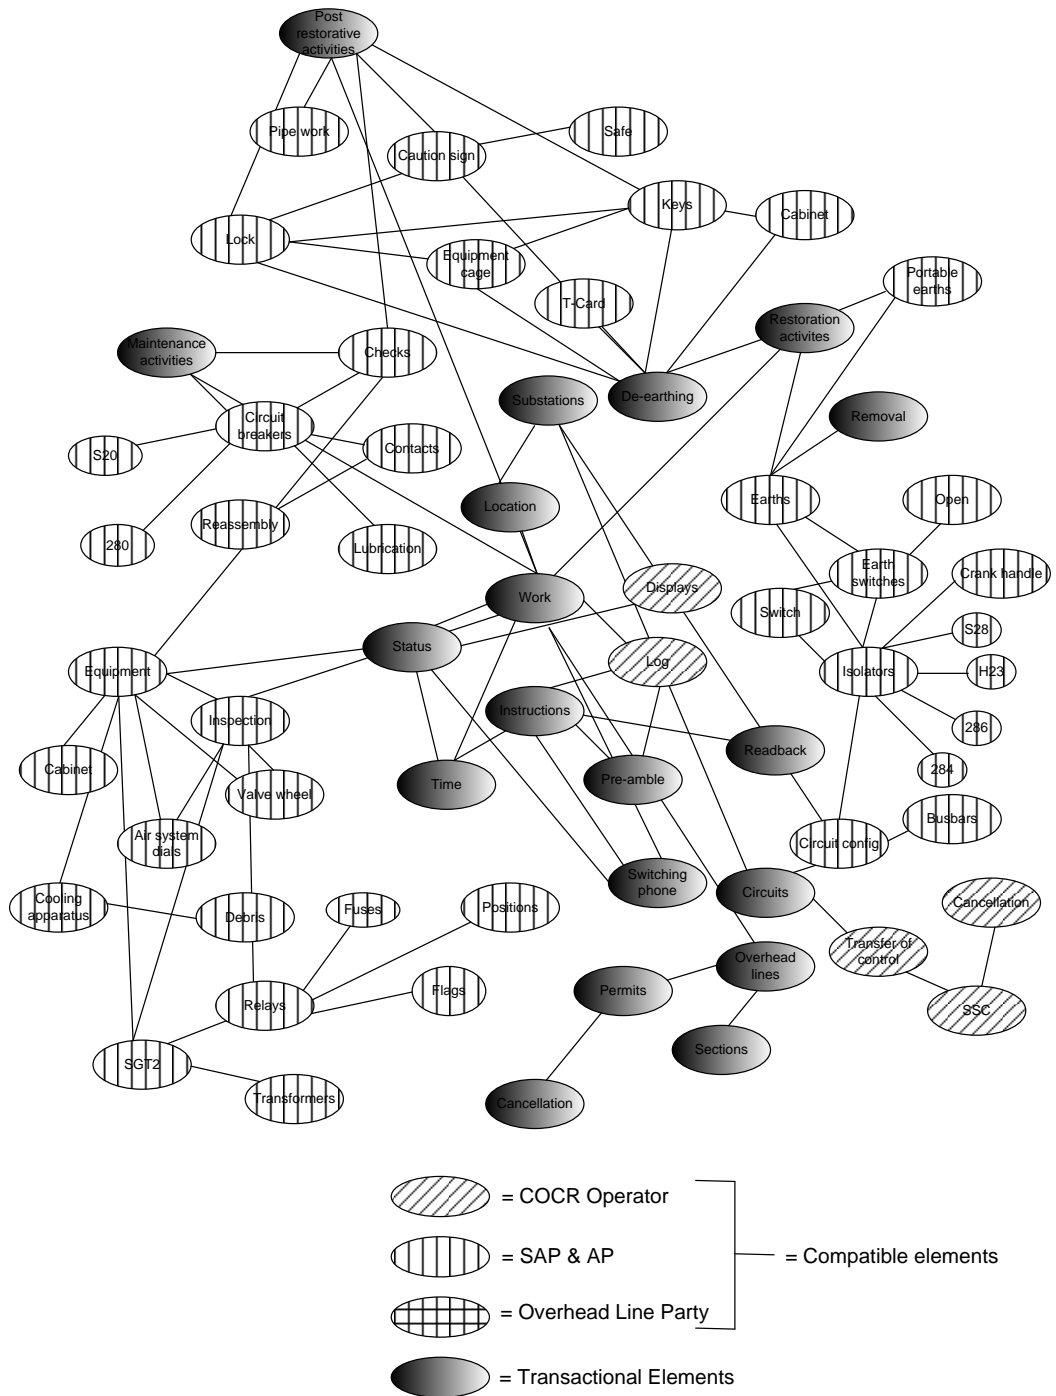 Post
restorative
activities
Pipe work
Safe
Caution sign
Keys
Cabinet
Lock
Equipment
cage
Portable
earths
T-Card
Restoration
activites
Maintenance
activities
Checks
Substations
De-earthing
Removal
Circuit
breakers
S20
Contacts
Location
Earths
Open
280
Reassembly
Lubrication
Earth
switches
Crank handle
Work
Displays
Switch
S28
Status
Log
Isolators
H23
Equipment
Inspection
Instructions
286
Readback
284
Cabinet
Valve wheel
Time
Pre-amble
Busbars
Air system
dials
Circuit config
Switching
phone
Circuits
Cooling
apparatus
Debris
Fuses
Positions
Cancellation
Transfer of
control
Overhead
lines
Relays
Flags
Permits
SSC
SGT2
Sections
Transformers
Cancellation
= COCR Operator
= SAP & AP
= Compatible elements
= Overhead Line Party
= Transactional Elements